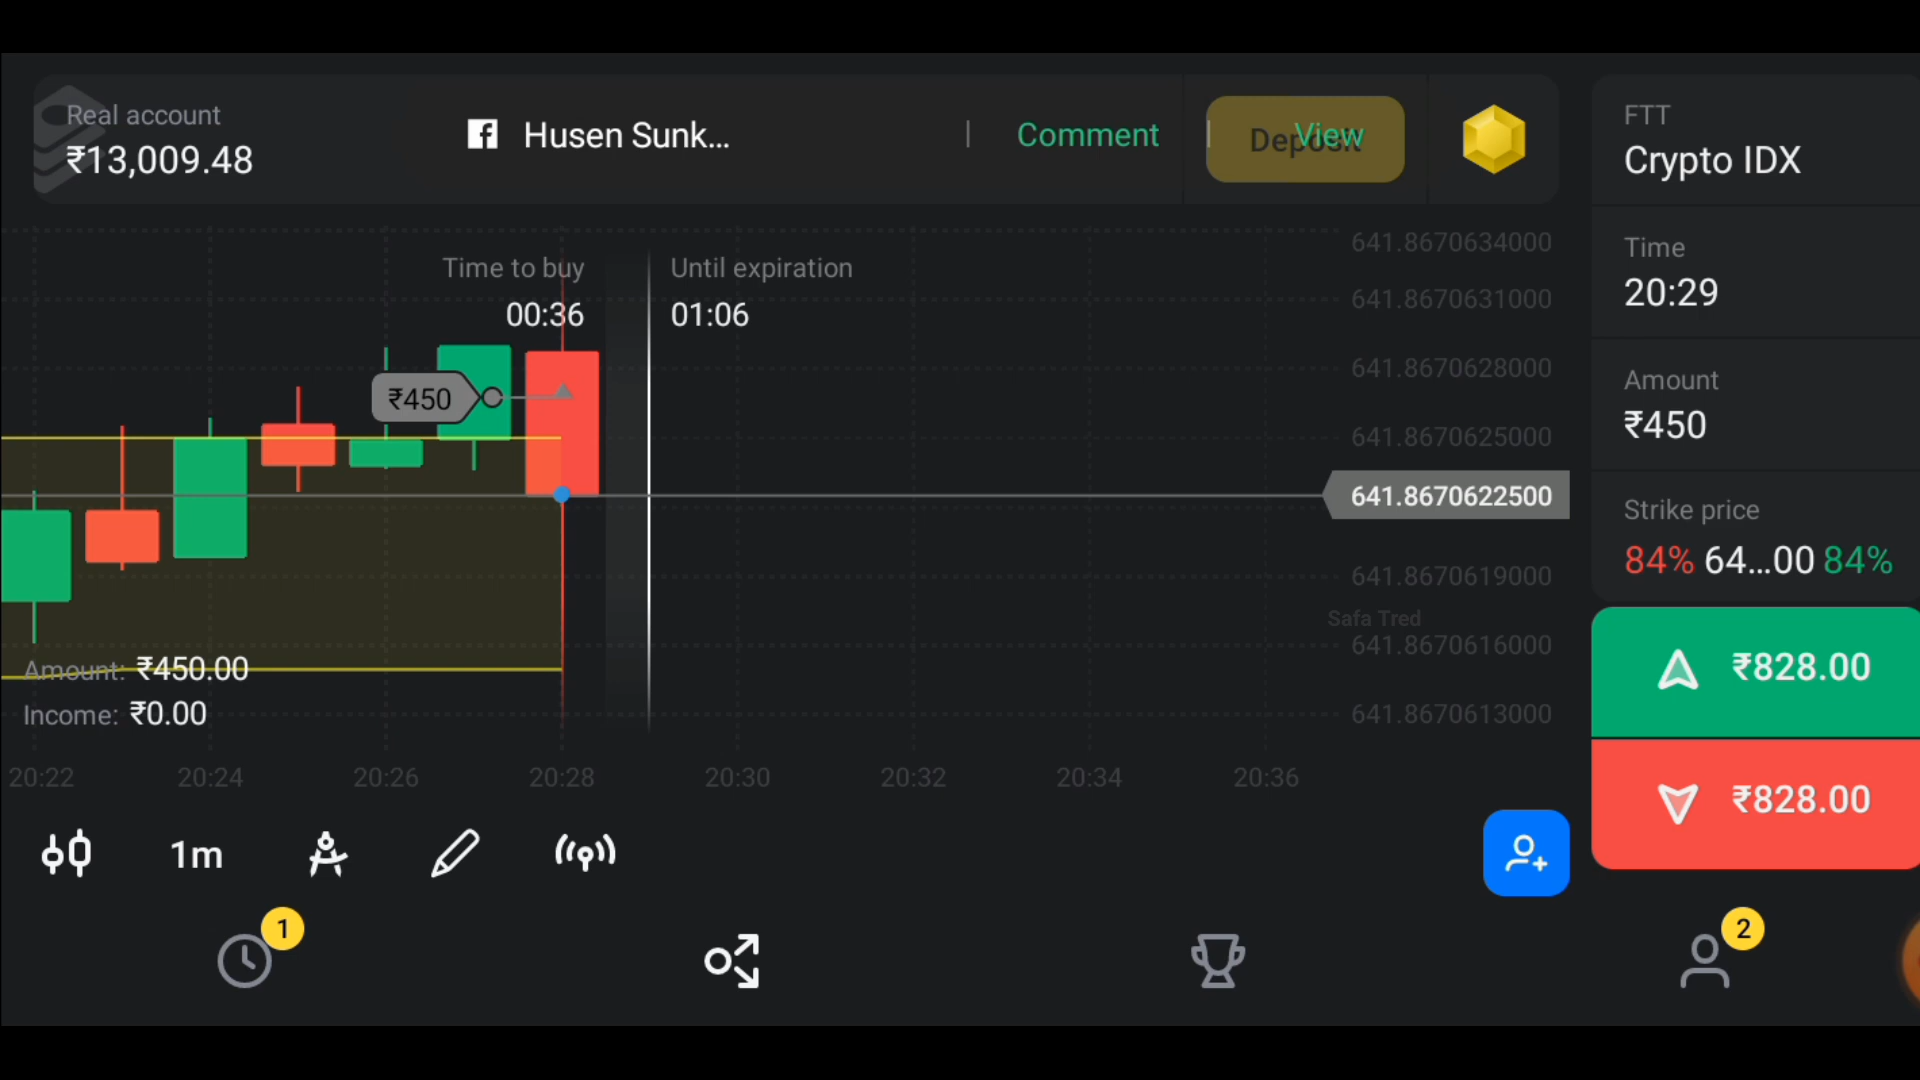 Real account
₹13,009.48
Husen Sunk...
Comment
Deposit
View
FTT
Crypto IDX
Time
20:29
Amount
₹450
Strike price
84% 64...00 84%
₹828.00
₹828.00
Time to buy
00:36
Until expiration
01:06
₹450
641.8670634000
641.8670631000
641.8670628000
641.8670625000
641.8670622500
641.8670619000
Safa Tred
641.8670616000
641.8670613000
Amount: ₹450.00
Income: ₹0.00
20:22 20:24 20:26 20:28 20:30 20:32 20:34 20:36
1m
1
2